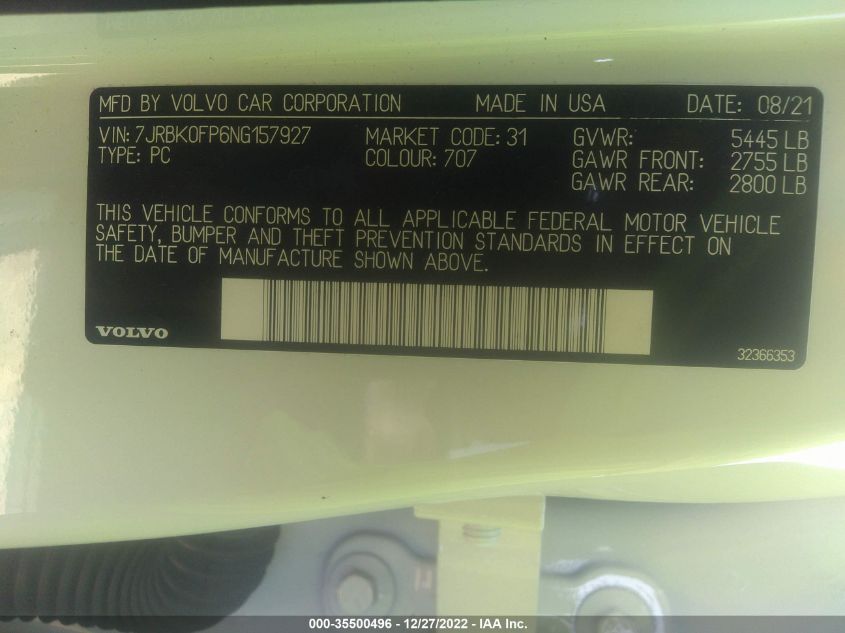 MFD BY VOLVO CAR CORPORATION MADE IN USA DATE: 08/21
VIN: 7JRBK0FP6NG157927 MARKET CODE: 31 GVWR: 5445 LB
TYPE: PC COLOUR: 707 GAWR FRONT: 2755 LB
GAWR REAR: 2800 LB
THIS VEHICLE CONFORMS TO ALL APPLICABLE FEDERAL MOTOR VEHICLE
SAFETY, BUMPER AND THEFT PREVENTION STANDARDS IN EFFECT ON
THE DATE OF MANUFACTURE SHOWN ABOVE.
VOLVO
32366353
000-35500496 - 12/27/2022 - IAA Inc.